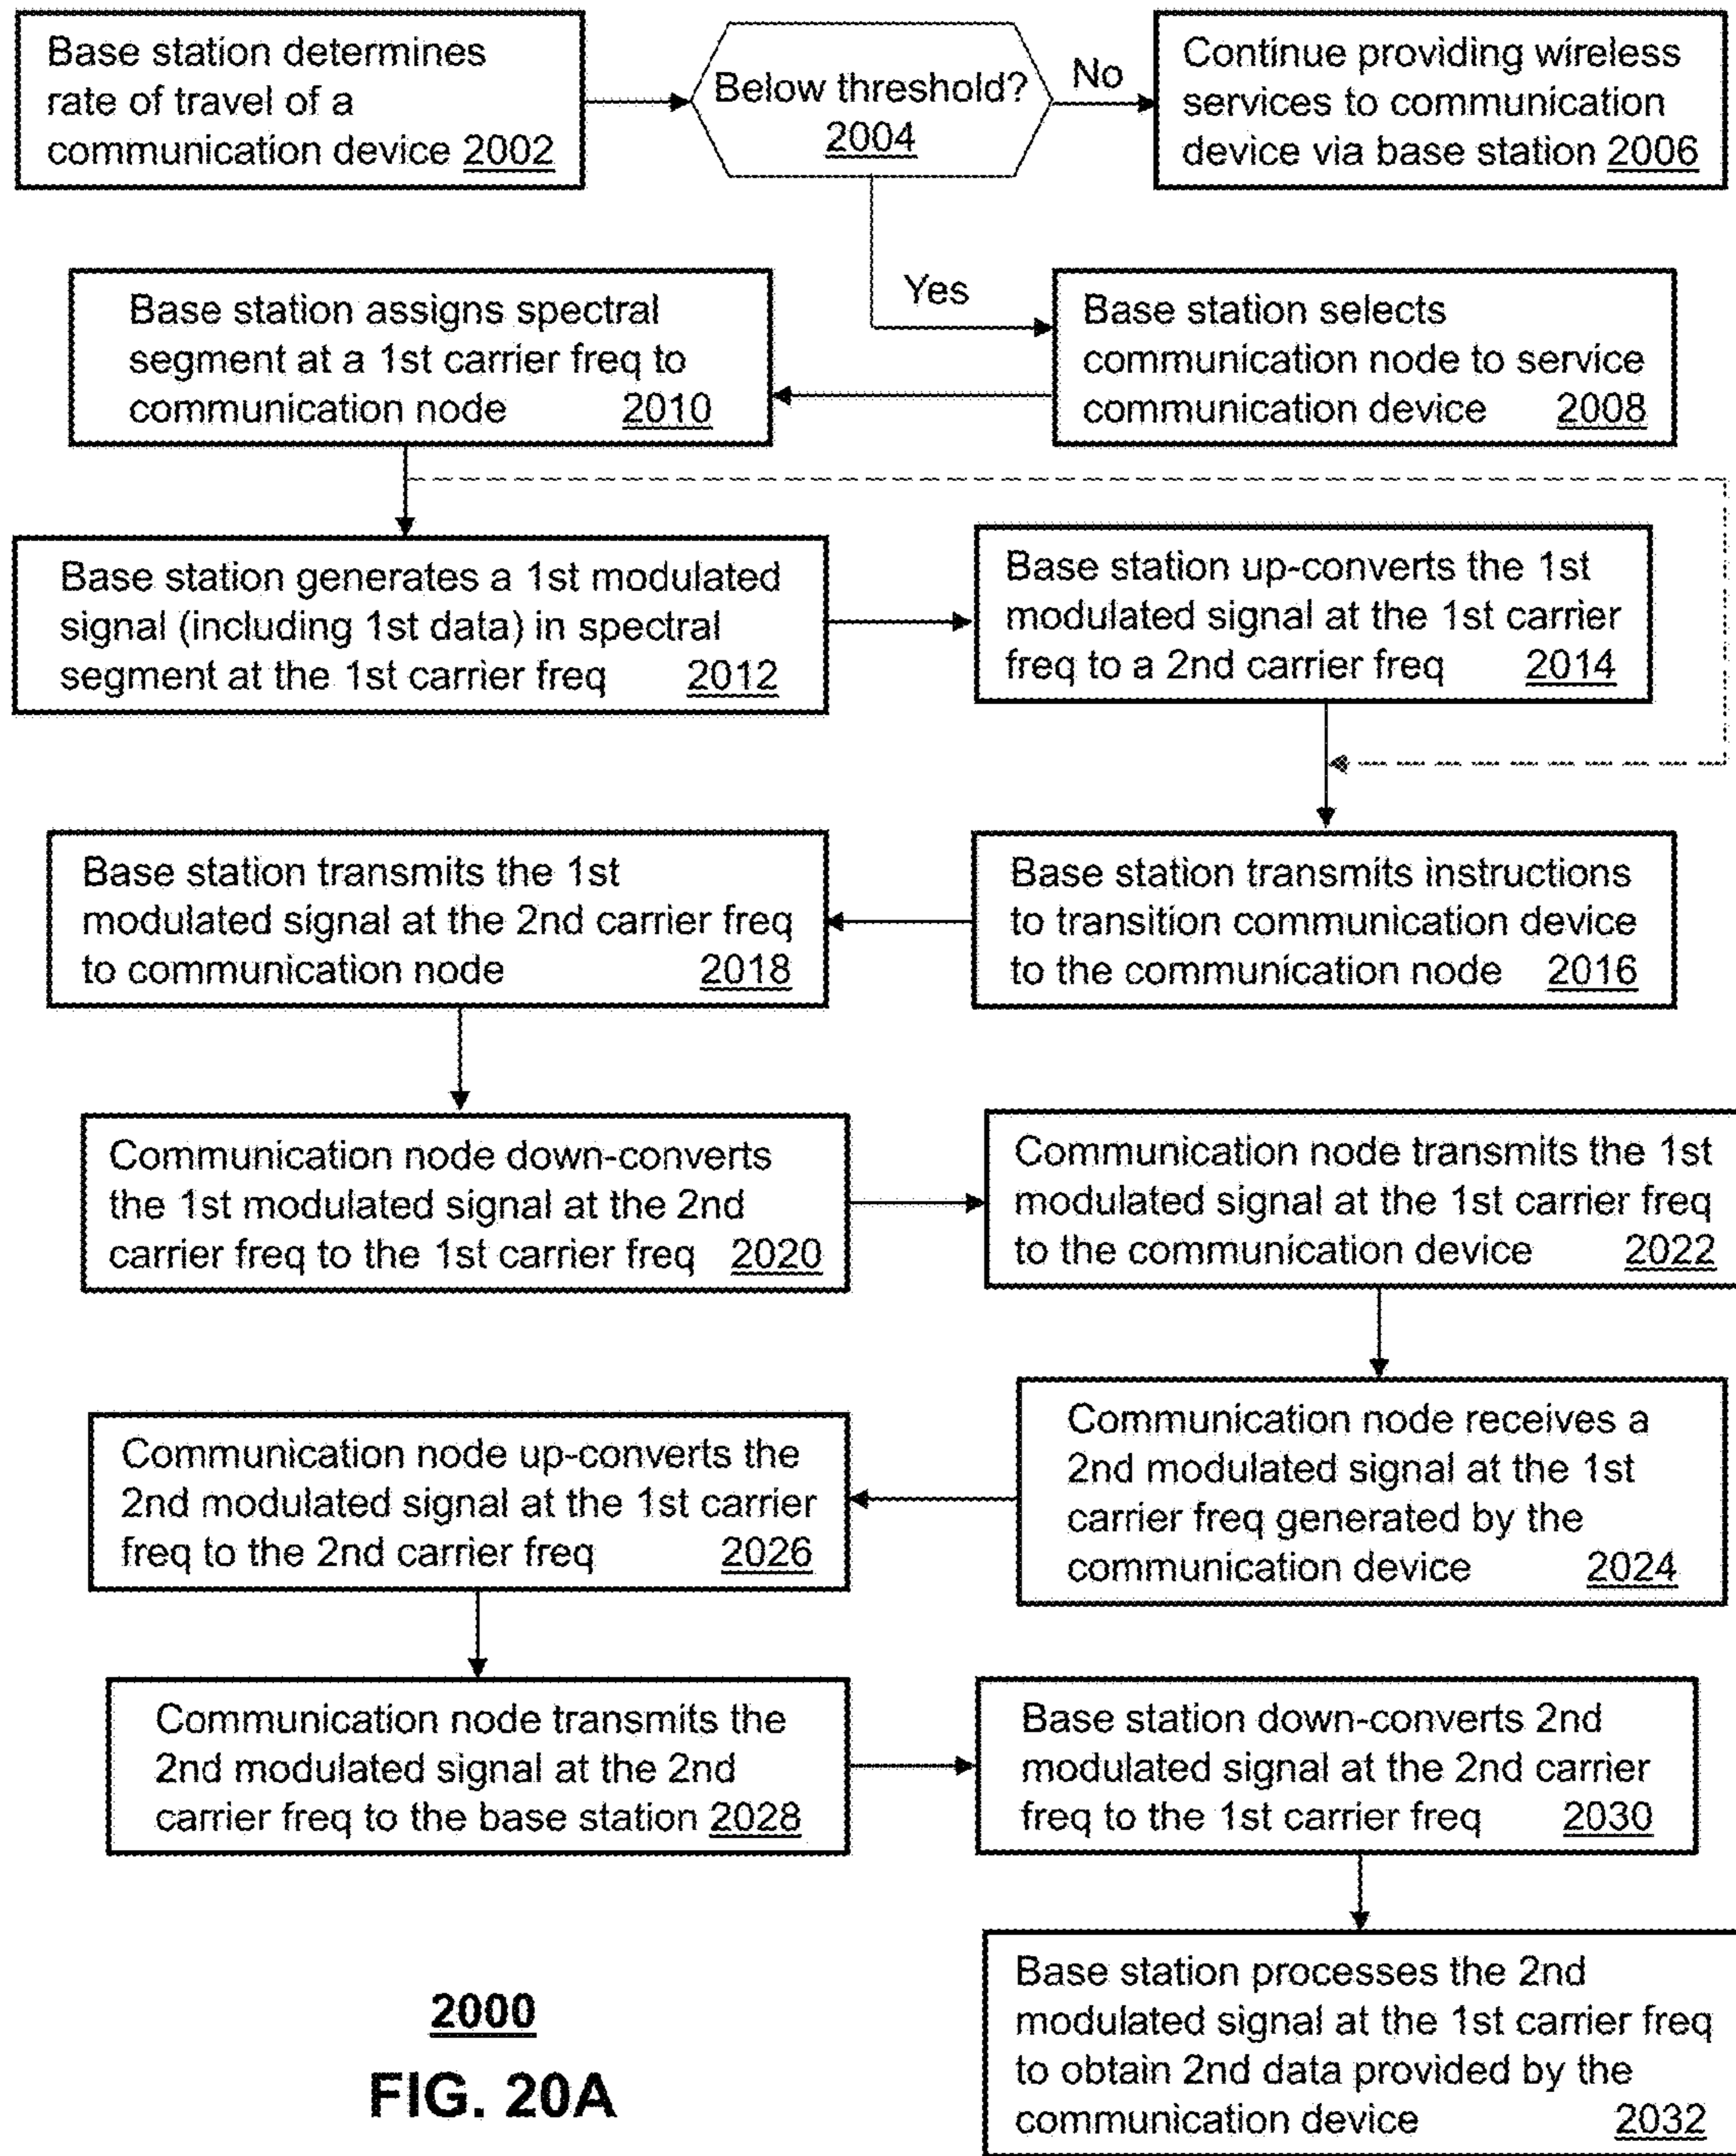 Base station determines
rate of travel of a
communication device 2002
Below threshold?
2004
No
Continue providing wireless
services to communication
device via base station 2006
Yes
Base station selects
communication node to service
communication device 2008
Base station assigns spectral
segment at a 1st carrier freq to
communication node 2010
Base station generates a 1st modulated
signal (including 1st data) in spectral
segment at the 1st carrier freq 2012
Base station up-converts the 1st
modulated signal at the 1st carrier
freq to a 2nd carrier freq 2014
Base station transmits instructions
to transition communication device
to the communication node 2016
Base station transmits the 1st
modulated signal at the 2nd carrier freq
to communication node 2018
Communication node down-converts
the 1st modulated signal at the 2nd
carrier freq to the 1st carrier freq 2020
Communication node transmits the 1st
modulated signal at the 1st carrier freq
to the communication device 2022
Communication node receives a
2nd modulated signal at the 1st
carrier freq generated by the
communication device 2024
Communication node up-converts the
2nd modulated signal at the 1st carrier
freq to the 2nd carrier freq 2026
Communication node transmits the
2nd modulated signal at the 2nd
carrier freq to the base station 2028
Base station down-converts 2nd
modulated signal at the 2nd carrier
freq to the 1st carrier freq 2030
Base station processes the 2nd
modulated signal at the 1st carrier freq
to obtain 2nd data provided by the
communication device 2032
2000
FIG. 20A